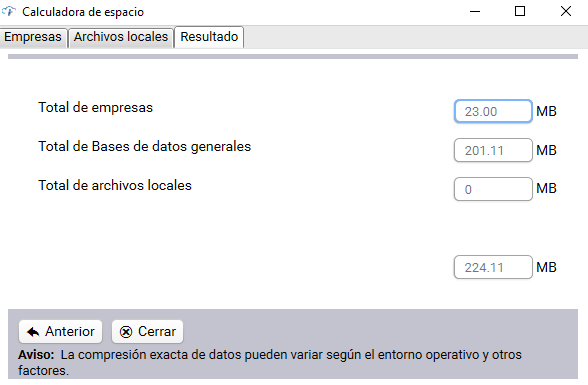 Calculadora de espacio
Empresas Archivos locales Resultado
Total de empresas 23.00 MB
Total de Bases de datos generales 201.11 MB
Total de archivos locales 0 MB
224.11 MB
Anterior Cerrar
Aviso: La compresión exacta de datos pueden variar según el entorno operativo y otros
factores.